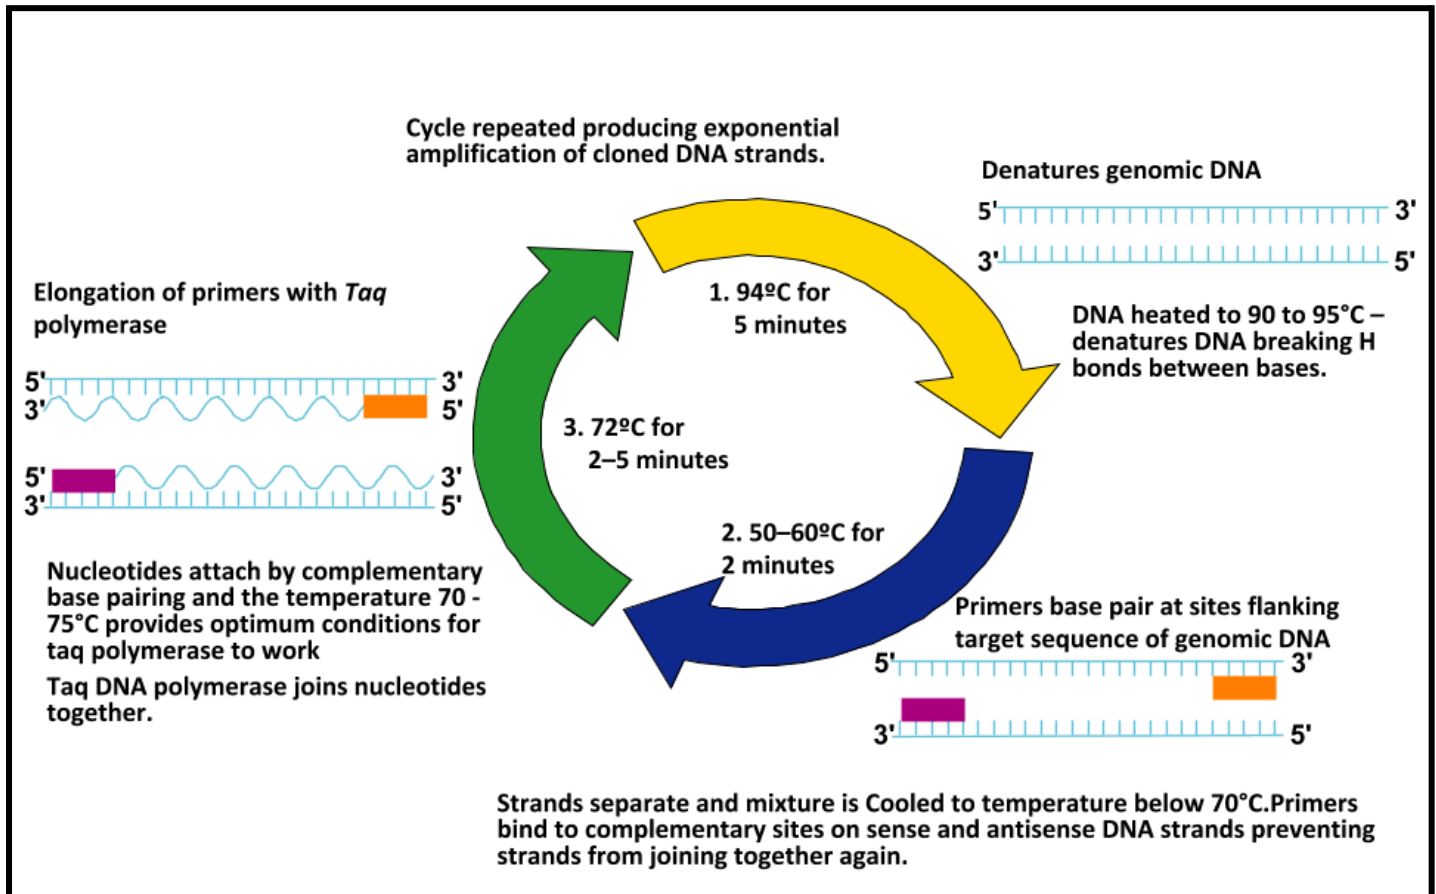 Cycle repeated producing exponential
amplification of cloned DNA strands.
Denatures genomic DNA
5' 3'
3' 5'
DNA heated to 90 to 95°C –
denatures DNA breaking H
bonds between bases.
1. 94ºC for
5 minutes
Elongation of primers with Taq
polymerase
5' 3'
3' 5'
5' 3'
3' 5'
3. 72ºC for
2–5 minutes
2. 50–60ºC for
2 minutes
Nucleotides attach by complementary
base pairing and the temperature 70 -
75°C provides optimum conditions for
taq polymerase to work
Taq DNA polymerase joins nucleotides
together.
Primers base pair at sites flanking
target sequence of genomic DNA
5' 3'
3' 5'
Strands separate and mixture is Cooled to temperature below 70°C.Primers
bind to complementary sites on sense and antisense DNA strands preventing
strands from joining together again.